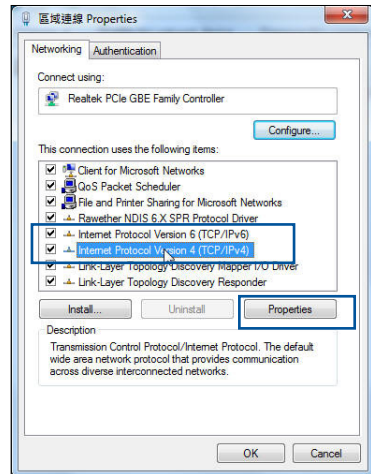 區域連線 Properties
Networking
Authentication
Connect using:
Realtek PCIe GBE Family Controller
Configure...
This connection uses the following items:
Client for Microsoft Networks
QoS Packet Scheduler
File and Printer Sharing for Microsoft Networks
Rawether NDIS 6.X SPR Protocol Driver
Internet Protocol Version 6 (TCP/IPv6)
Internet Protocol Version 4 (TCP/IPv4)
Link-Layer Topology Discovery Mapper I/O Driver
Link-Layer Topology Discovery Responder
Install...
Uninstall
Properties
Description
Transmission Control Protocol/Internet Protocol. The default
wide area network protocol that provides communication
across diverse interconnected networks.
OK
Cancel